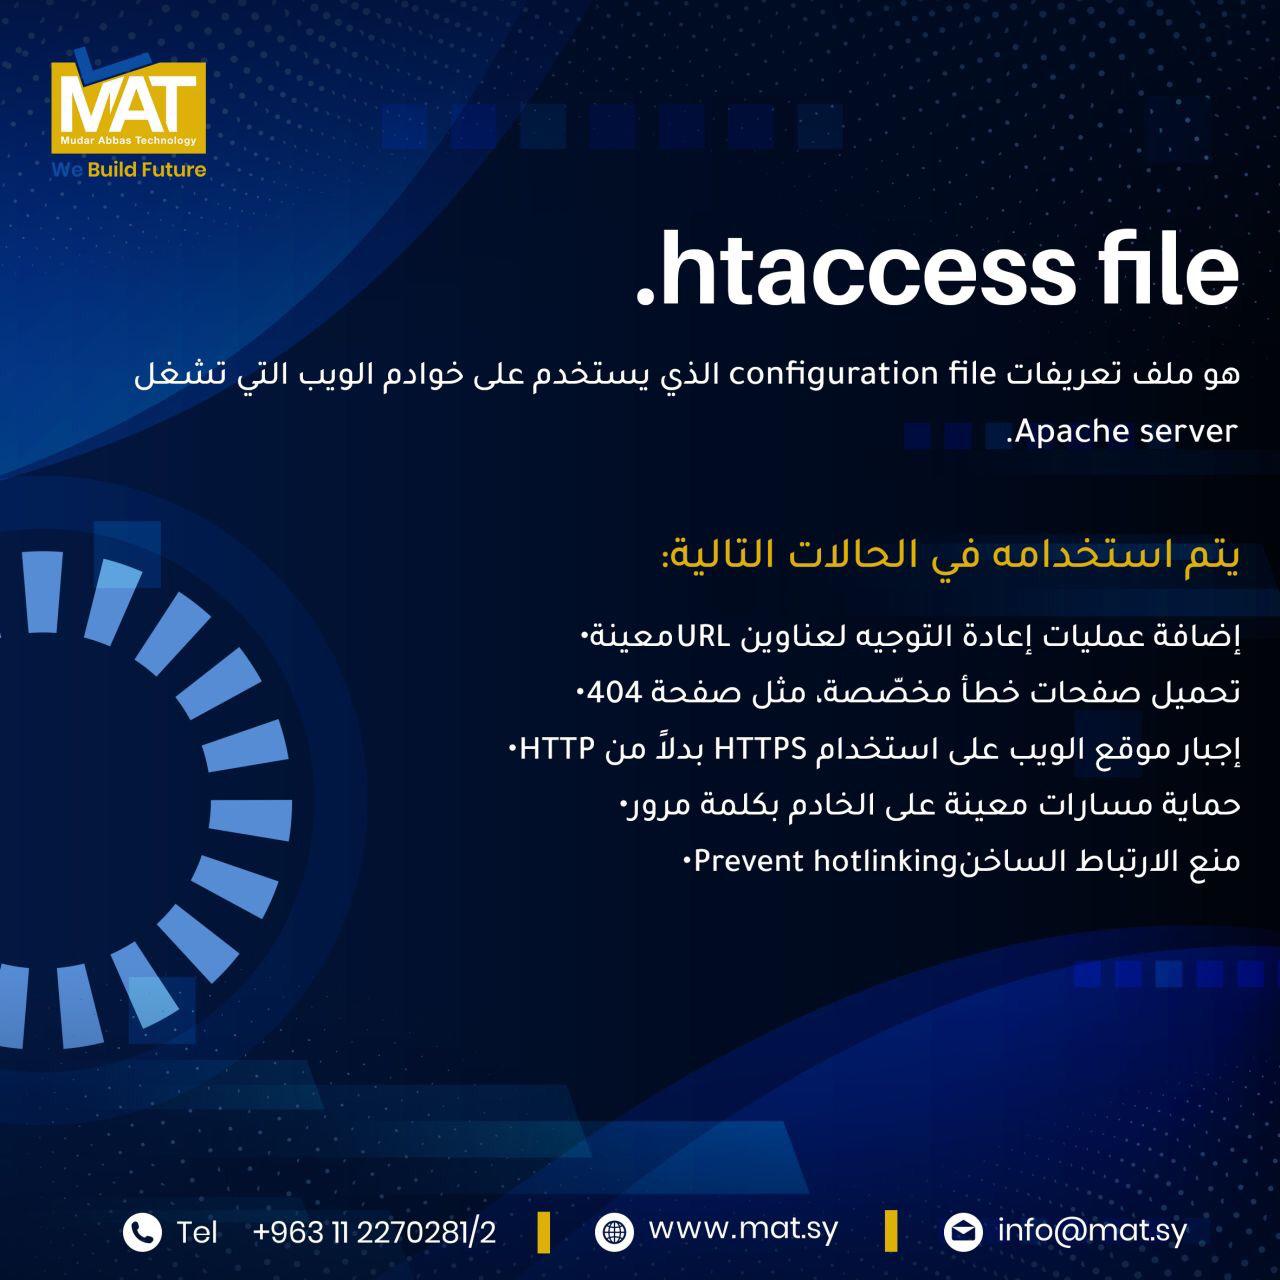 MAT
Mudar Abbas Technology
We Build Future
.htaccess file
هو ملف تعريفات configuration file الذي يستخدم على خوادم الويب التي تشغل
Apache server.
يتم استخدامه في الحالات التالية:
إضافة عمليات إعادة التوجيه لعناوين URLمعينة•
تحميل صفحات خطأ مخصّصة، مثل صفحة 404•
إجبار موقع الويب على استخدام HTTPS بدلاً من HTTP•
حماية مسارات معينة على الخادم بكلمة مرور•
منع الارتباط الساخنPrevent hotlinking•
Tel +963 11 2270281/2
www.mat.sy
info@mat.sy